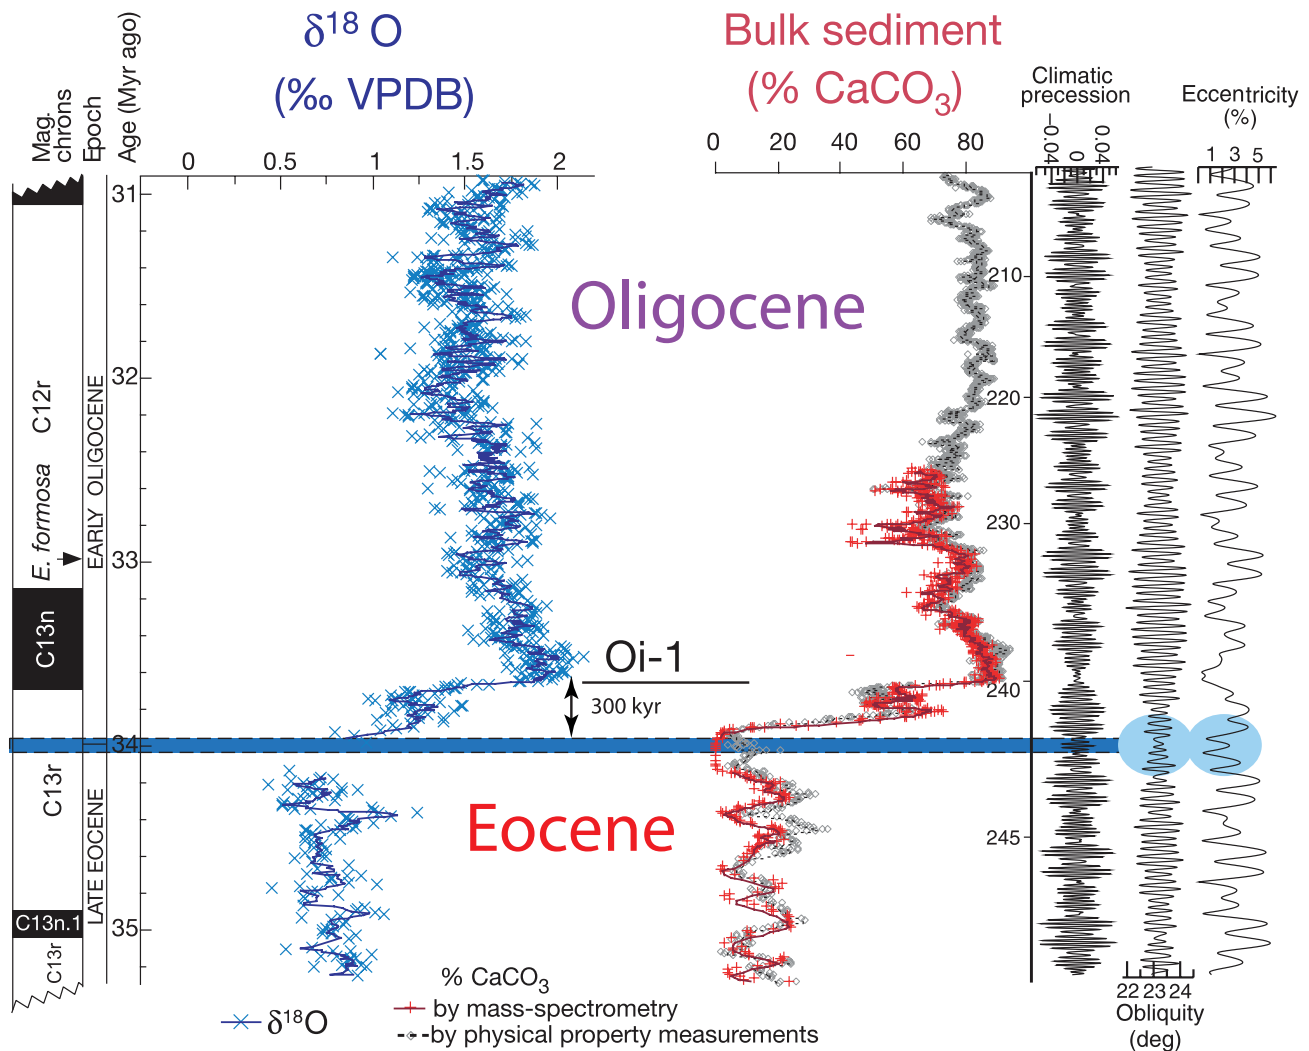 δ18 O
(‰ VPDB)
Bulk sediment
(% CaCO3)
Climatic
precession
Eccentricity
(%)
Mag.
chrons
Epoch
Age (Myr ago)
0 0.5 1 1.5 2
0 20 40 60 80
–0.04 0 0.04
1 3 5
31
32
33
34
35
210
220
230
240
245
C12r
E. formosa
C13n
C13r
C13n.1
C13r
EARLY OLIGOCENE
LATE EOCENE
Oligocene
Oi-1
300 kyr
Eocene
22 23 24
Obliquity
(deg)
% CaCO3
δ18O
by mass-spectrometry
by physical property measurements